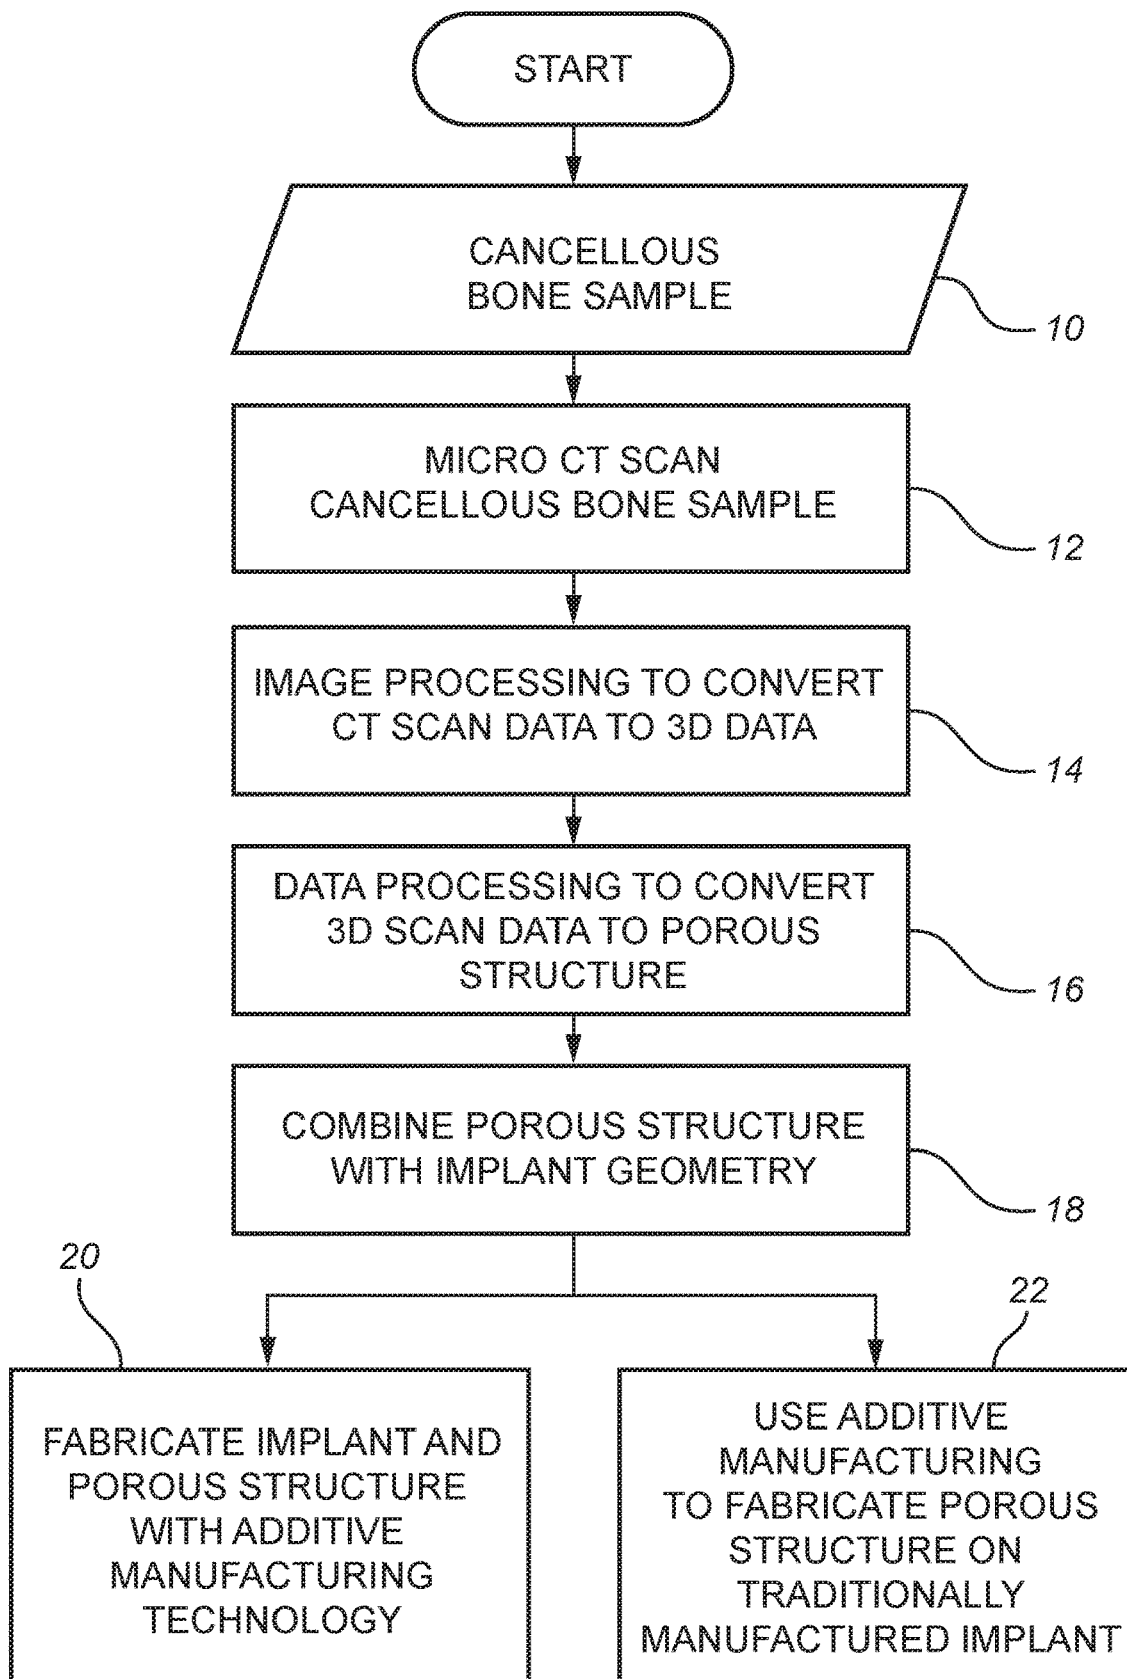 START
CANCELLOUS
BONE SAMPLE
10
MICRO CT SCAN
CANCELLOUS BONE SAMPLE
12
IMAGE PROCESSING TO CONVERT
CT SCAN DATA TO 3D DATA
14
DATA PROCESSING TO CONVERT
3D SCAN DATA TO POROUS
STRUCTURE
16
COMBINE POROUS STRUCTURE
WITH IMPLANT GEOMETRY
18
20
FABRICATE IMPLANT AND
POROUS STRUCTURE
WITH ADDITIVE
MANUFACTURING
TECHNOLOGY
22
USE ADDITIVE
MANUFACTURING
TO FABRICATE POROUS
STRUCTURE ON
TRADITIONALLY
MANUFACTURED IMPLANT